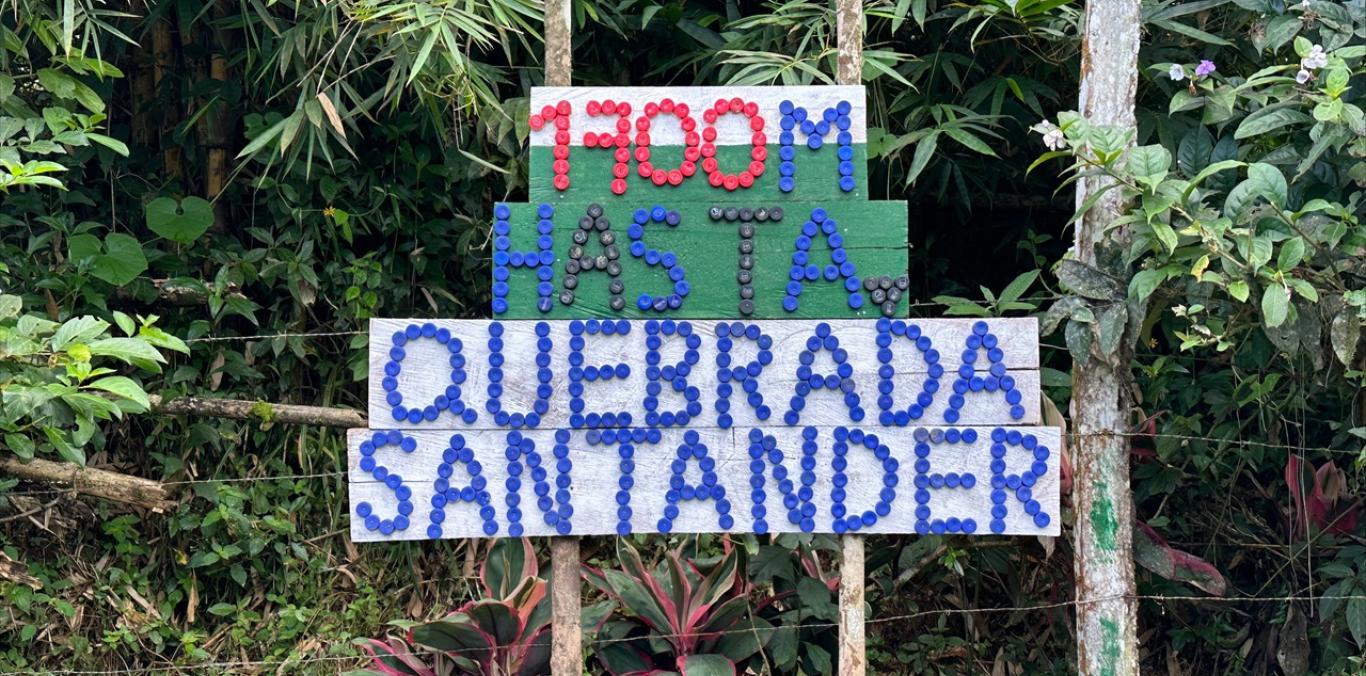 1700M
HASTA
QUEBRADA
SANTANDER